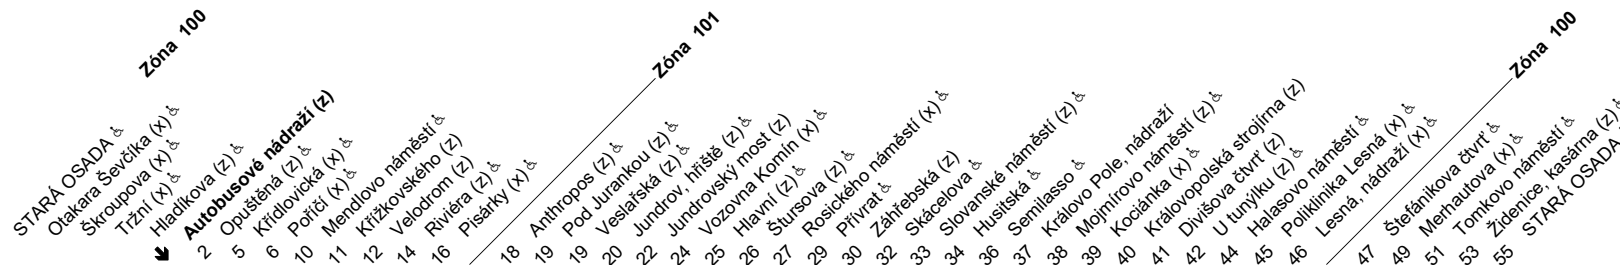 Zóna 100
STARÁ OSADA ♿
Otakara Ševčíka (x) ♿
Škroupova (x) ♿
Tržní (x) ♿
Hladíkova (z) ♿
Autobusové nádraží (z)
2 Opuštěná (z) ♿
5 Křídlovická (x) ♿
6 Poříčí (x) ♿
10 Mendlovo náměstí ♿
11 Křížkovského (z)
12 Velodrom (z)
14 Riviéra (z) ♿
16 Pisárky (x) ♿
Zóna 101
18 Anthropos (z) ♿
19 Pod Jurankou (z) ♿
19 Veslařská (z) ♿
20 Jundrov, hřiště (z) ♿
22 Jundrovský most (z)
24 Vozovna Komín (x) ♿
25 Hlavní (z) ♿
26 Štursova (z) ♿
27 Rosického náměstí (x) ♿
29 Přívrat ♿
30 Záhřebská (z)
32 Skácelova ♿
33 Slovanské náměstí (z) ♿
34 Husitská ♿
36 Semilasso ♿
37 Královo Pole, nádraží
38 Mojmírovo náměstí (z) ♿
39 Kociánka (x) ♿
40 Královopolská strojírna (z)
41 Divišova čtvrť (z)
42 U tunýlku (z) ♿
44 Halasovo náměstí ♿
45 Poliklinika Lesná (x) ♿
46 Lesná, nádraží (x) ♿
Zóna 100
47 Štefánikova čtvrť ♿
49 Merhautova (x) ♿
51 Tomkovo náměstí ♿
53 Židenice, kasárna (z) ♿
55 STARÁ OSADA ♿